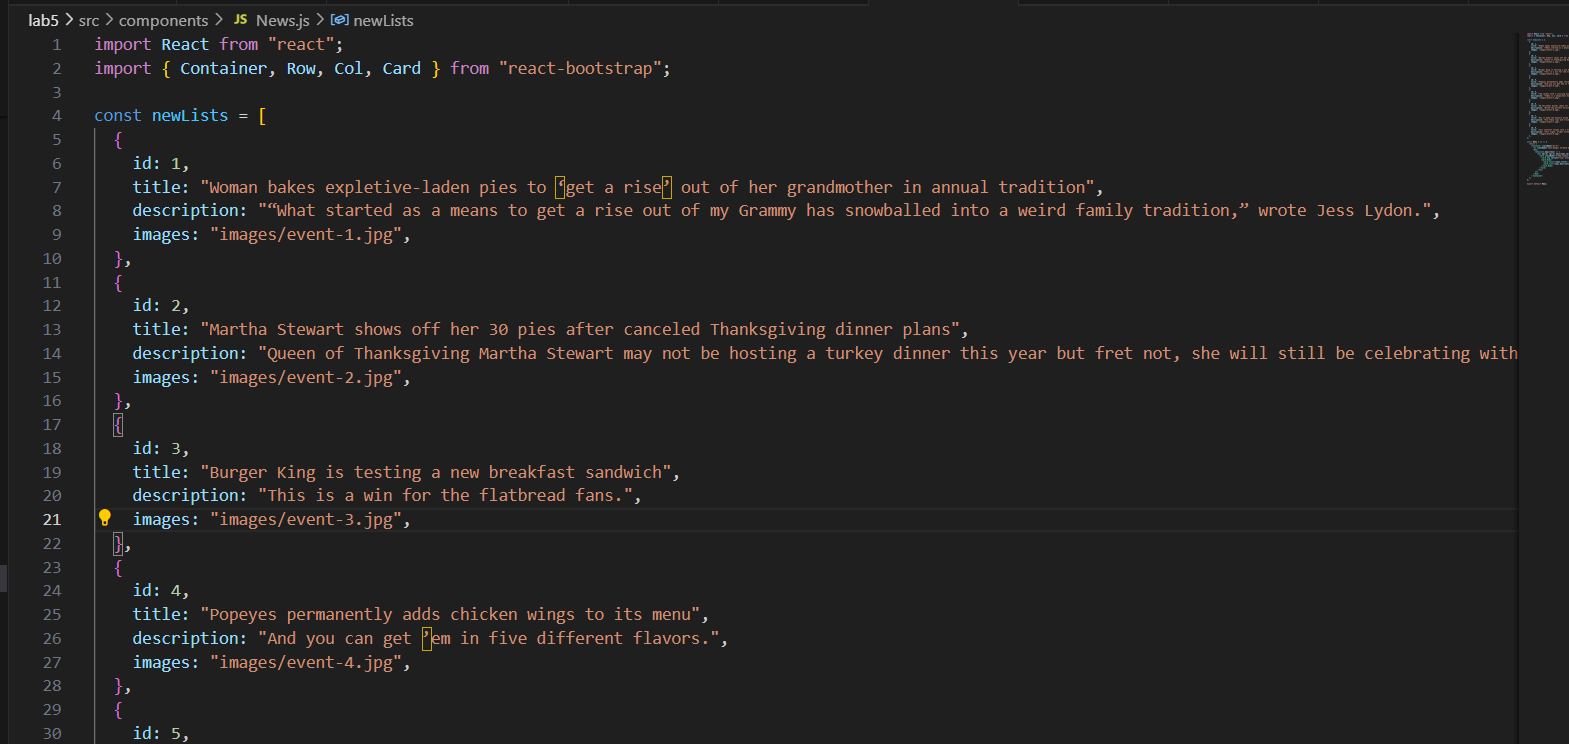 lab5 > src > components > JS News.js > newLists
1 import React from "react";
2 import { Container, Row, Col, Card } from "react-bootstrap";
3
4 const newLists = [
5 {
6 id: 1,
7 title: "Woman bakes expletive-laden pies to ‘get a rise’ out of her grandmother in annual tradition",
8 description: "“What started as a means to get a rise out of my Grammy has snowballed into a weird family tradition,” wrote Jess Lydon.",
9 images: "images/event-1.jpg",
10 },
11 {
12 id: 2,
13 title: "Martha Stewart shows off her 30 pies after canceled Thanksgiving dinner plans",
14 description: "Queen of Thanksgiving Martha Stewart may not be hosting a turkey dinner this year but fret not, she will still be celebrating with
15 images: "images/event-2.jpg",
16 },
17 {
18 id: 3,
19 title: "Burger King is testing a new breakfast sandwich",
20 description: "This is a win for the flatbread fans.",
21 images: "images/event-3.jpg",
22 },
23 {
24 id: 4,
25 title: "Popeyes permanently adds chicken wings to its menu",
26 description: "And you can get ’em in five different flavors.",
27 images: "images/event-4.jpg",
28 },
29 {
30 id: 5,